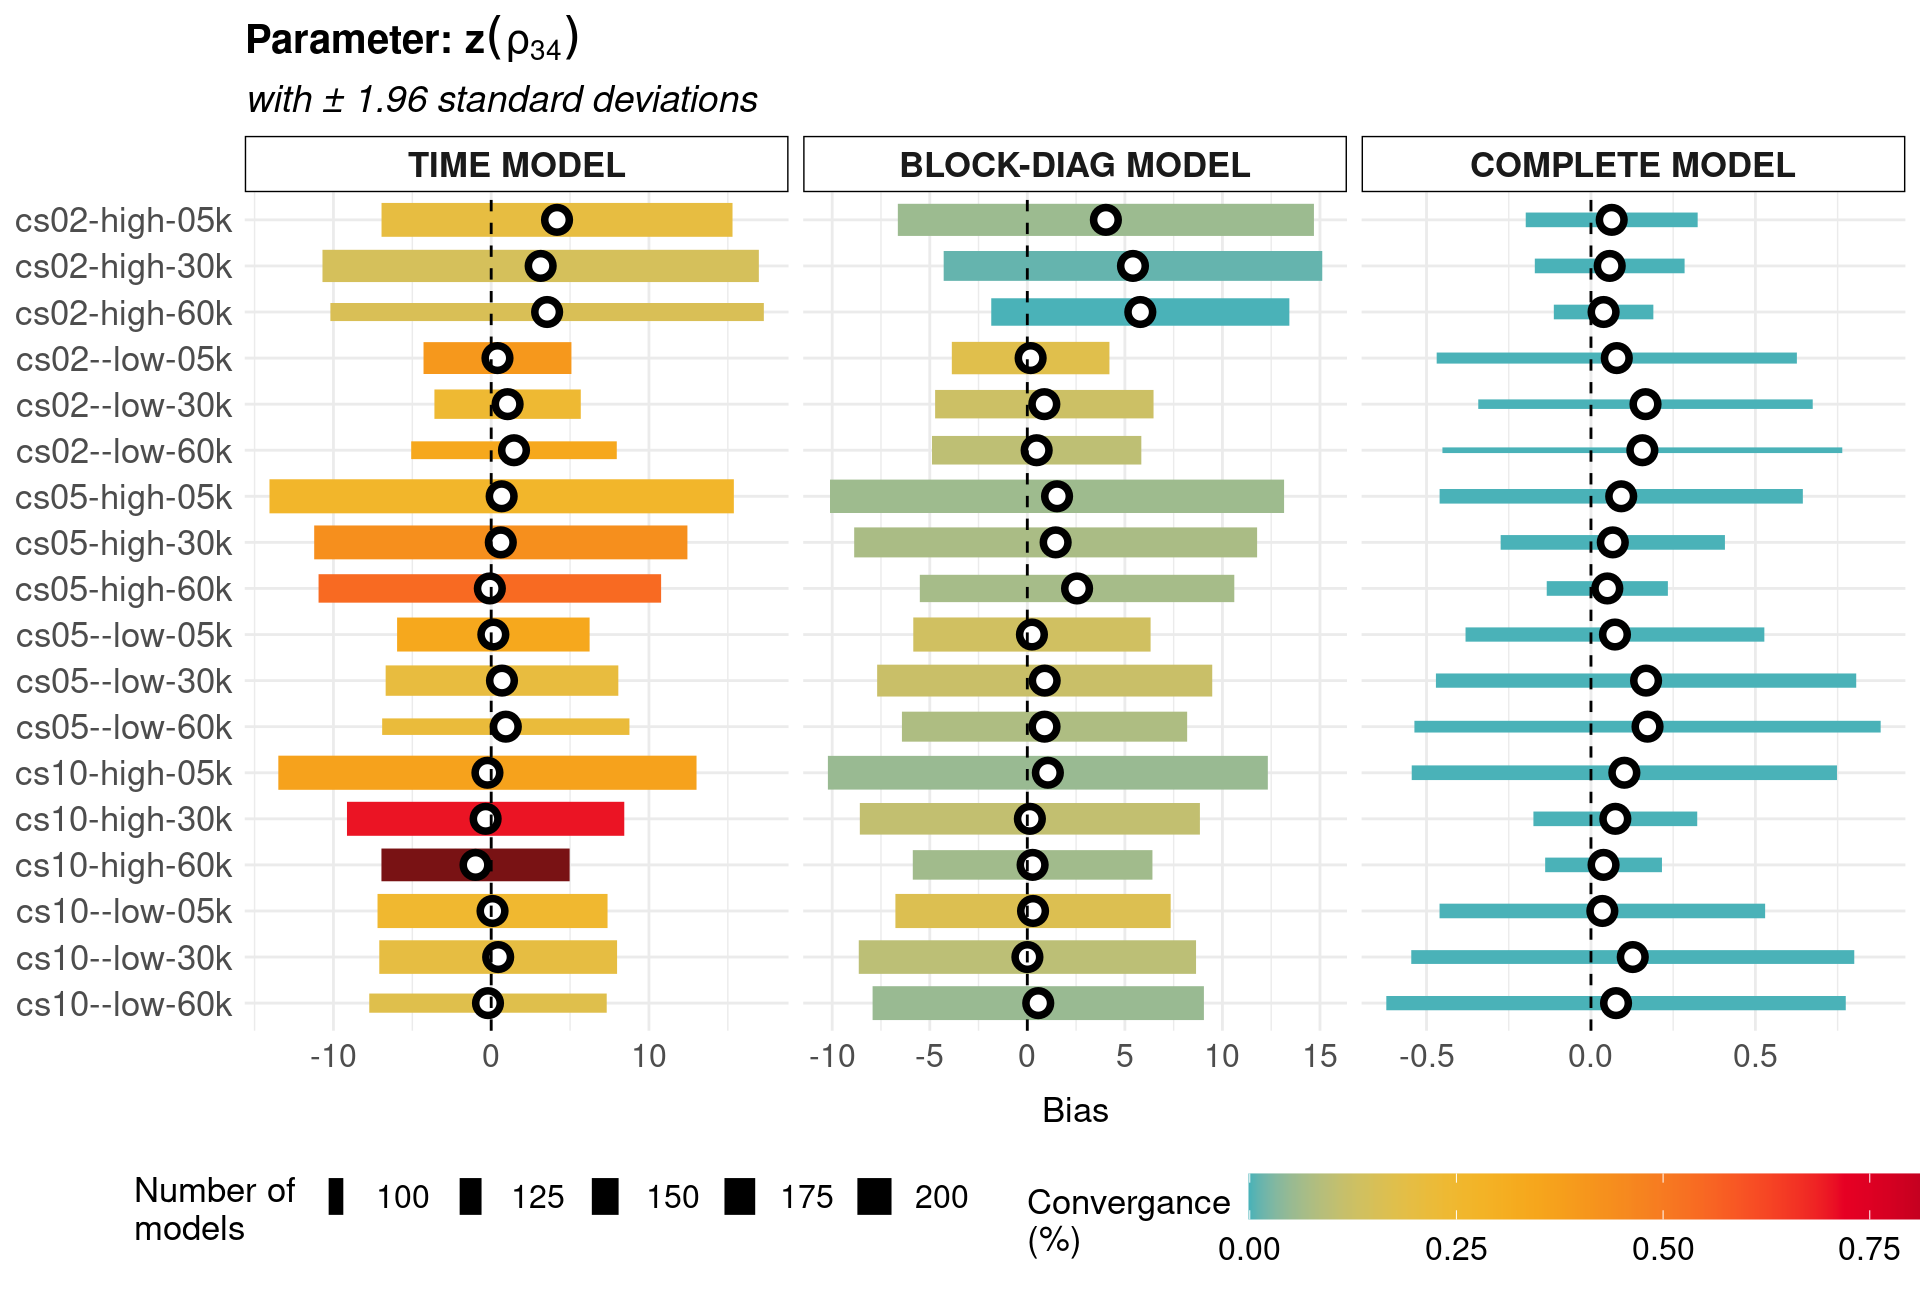 Parameter: z(ρ34)
with ± 1.96 standard deviations
TIME MODEL BLOCK-DIAG MODEL COMPLETE MODEL
cs02-high-05k
cs02-high-30k
cs02-high-60k
cs02--low-05k
cs02--low-30k
cs02--low-60k
cs05-high-05k
cs05-high-30k
cs05-high-60k
cs05--low-05k
cs05--low-30k
cs05--low-60k
cs10-high-05k
cs10-high-30k
cs10-high-60k
cs10--low-05k
cs10--low-30k
cs10--low-60k
-10 0 10 -10 -5 0 5 10 15 -0.5 0.0 0.5
Bias
Number of
models
100 125 150 175 200
Convergance
(%)
0.00 0.25 0.50 0.75